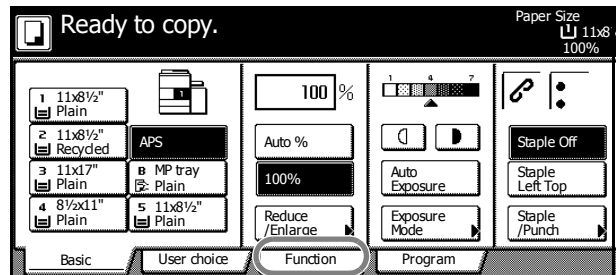 Ready to copy.
Paper Size
11x8
100%
1 11x8½"
Plain
2 11x8½"
Recycled
3 11x17"
Plain
4 8½x11"
Plain
1
APS
B MP tray
Plain
5 11x8½"
Plain
100 %
Auto %
100%
Reduce
/Enlarge
1 4 7
Auto
Exposure
Exposure
Mode
Staple Off
Staple
Left Top
Staple
/Punch
Basic
User choice
Function
Program